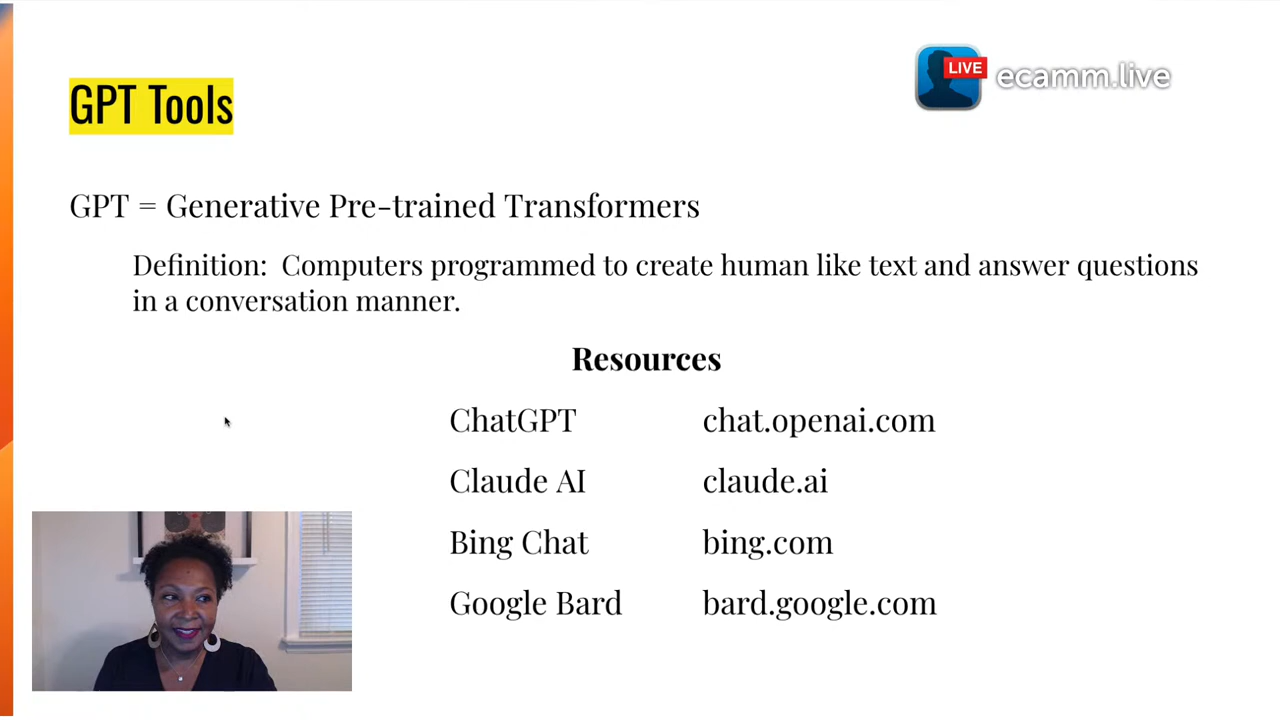 LIVE ecamm.live
GPT Tools
GPT = Generative Pre-trained Transformers
Definition:  Computers programmed to create human like text and answer questions
in a conversation manner.
Resources
ChatGPT chat.openai.com
Claude AI claude.ai
Bing Chat bing.com
Google Bard bard.google.com